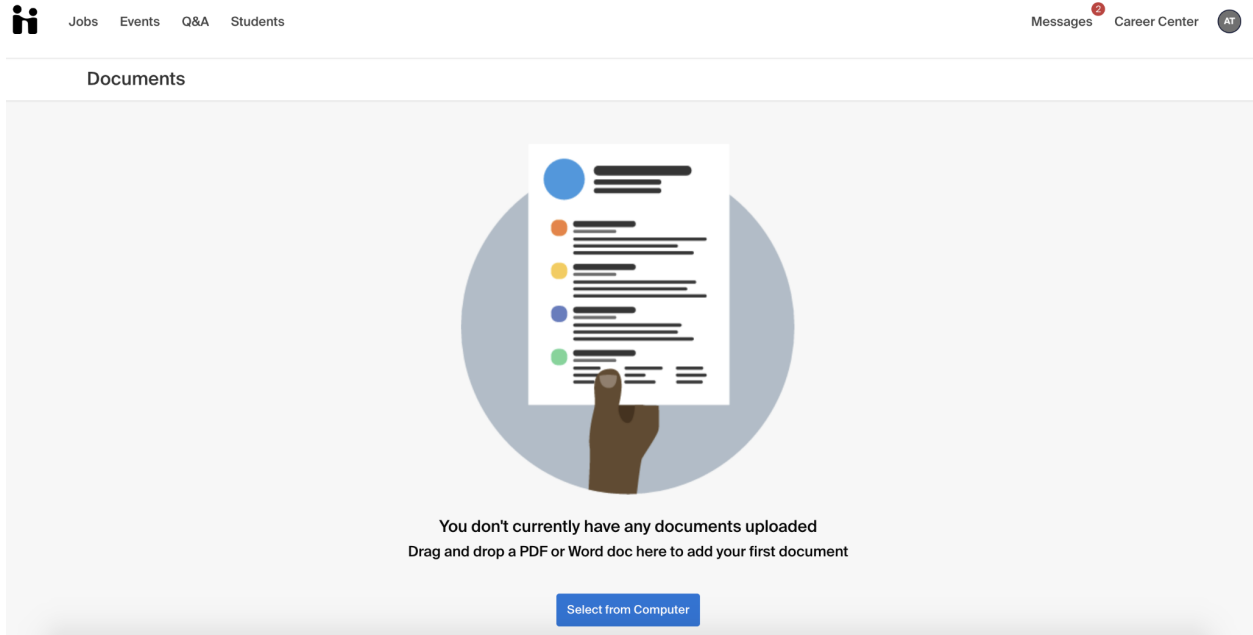 Jobs Events Q&A Students Messages 2 Career Center AT
Documents
You don't currently have any documents uploaded
Drag and drop a PDF or Word doc here to add your first document
Select from Computer